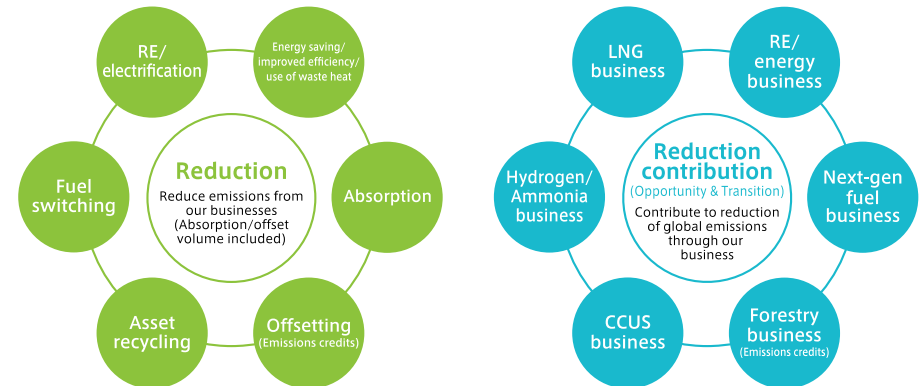 RE/
electrification
Energy saving/
improved efficiency/
use of waste heat
Fuel
switching
Reduction
Reduce emissions from
our businesses
(Absorption/offset
volume included)
Absorption
Asset
recycling
Offsetting
(Emissions credits)
LNG
business
RE/
energy
business
Hydrogen/
Ammonia
business
Reduction
contribution
(Opportunity & Transition)
Contribute to reduction
of global emissions
through our
business
Next-gen
fuel
business
CCUS
business
Forestry
business
(Emissions credits)